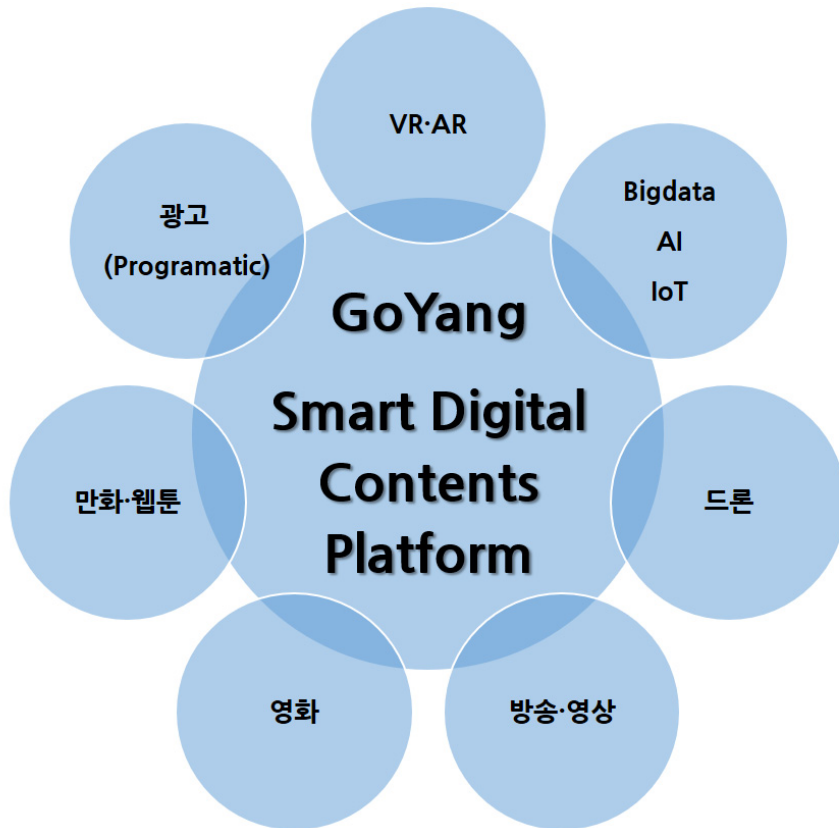 VR·AR
Bigdata
AI
IoT
광고
(Programatic)
GoYang
Smart Digital
Contents
Platform
만화·웹툰
드론
영화
방송·영상